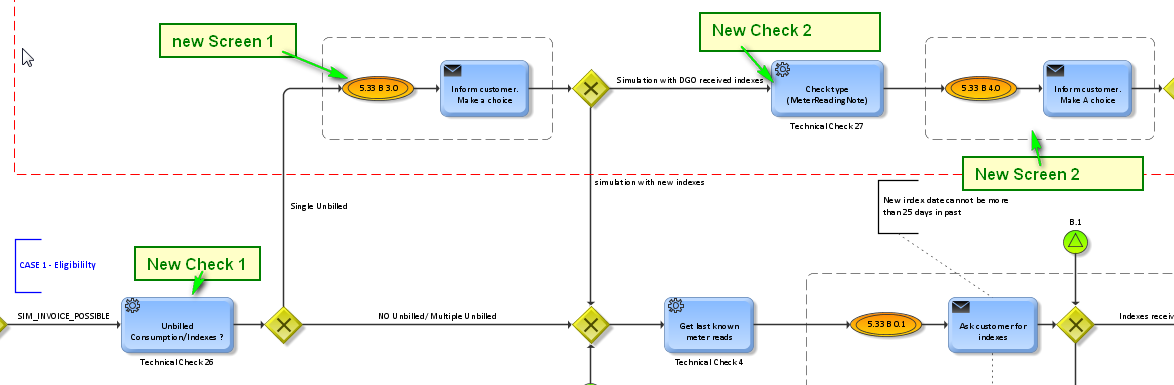 new Screen 1
New Check 2
5.33 B 3.0
Inform customer.
Make a choice
Simulation with DGO received indexes
Check type
(MeterReadingNote)
Technical Check 27
5.33 B 4.0
Inform customer.
Make A choice
New Screen 2
simulation with new indexes
New index date cannot be more
than 25 days in past
Single Unbilled
B.1
CASE 1 - Eligibililty
New Check 1
SIM_INVOICE_POSSIBLE
Unbilled
Consumption/Indexes ?
Technical Check 26
NO Unbilled/ Multiple Unbilled
Get last known
meter reads
Technical Check 4
5.33 B 0.1
Ask customer for
indexes
Indexes receiv